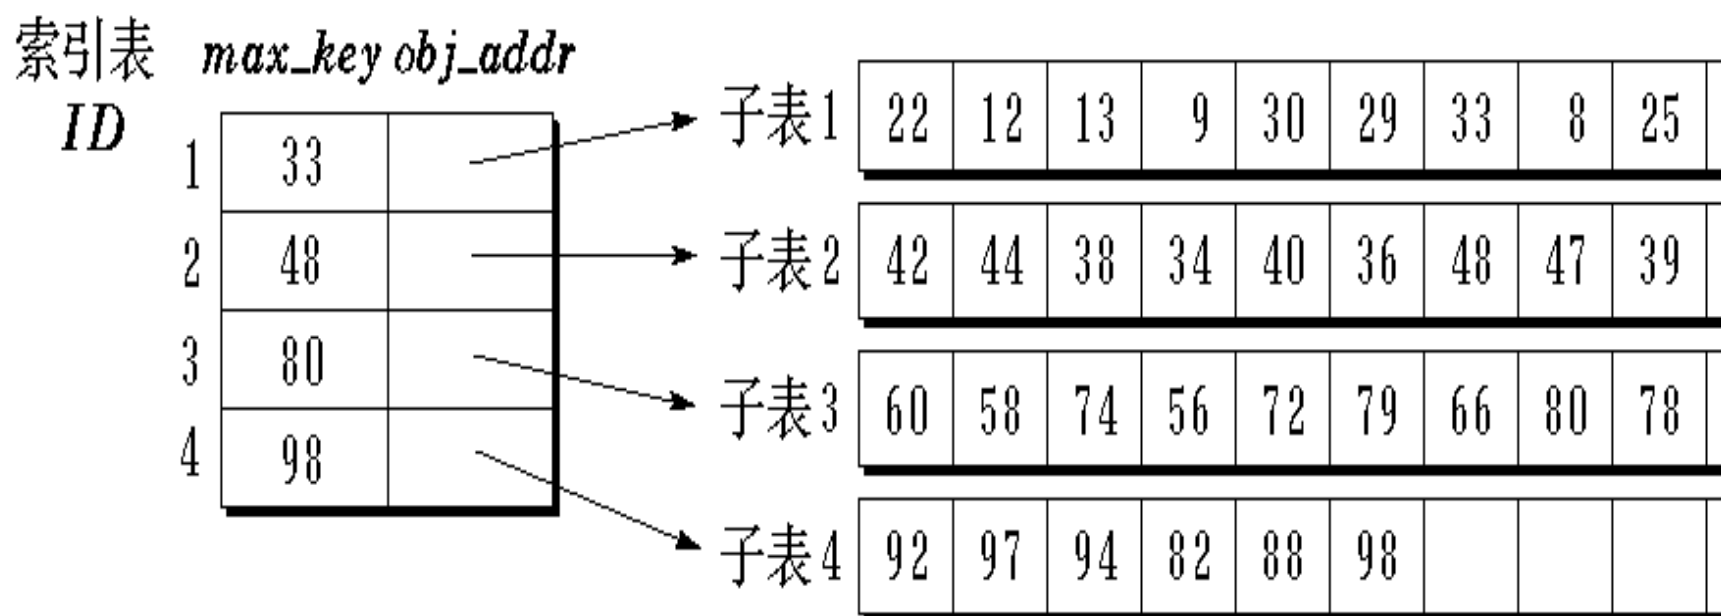 索引表 max_key obj_addr
ID
1 33
2 48
3 80
4 98
子表1 22 12 13 9 30 29 33 8 25
子表2 42 44 38 34 40 36 48 47 39
子表3 60 58 74 56 72 79 66 80 78
子表4 92 97 94 82 88 98